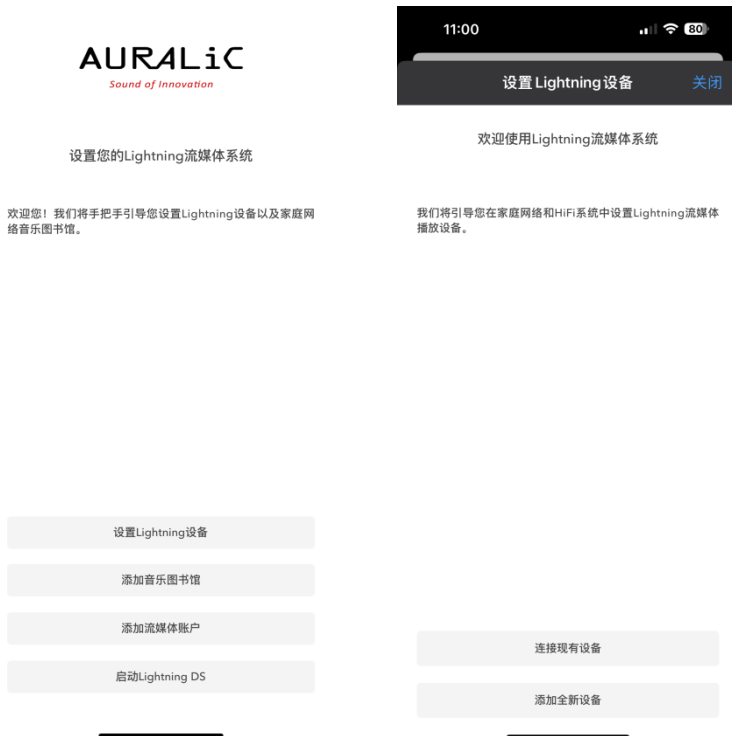 AURALiC
Sound of Innovation
设置您的Lightning流媒体系统
欢迎您！我们将手把手引导您设置Lightning设备以及家庭网
络音乐图书馆。
设置Lightning设备
添加音乐图书馆
添加流媒体账户
启动Lightning DS
11:00
80
设置Lightning设备
关闭
欢迎使用Lightning流媒体系统
我们将引导您在家庭网络和HiFi系统中设置Lightning流媒体
播放设备。
连接现有设备
添加全新设备